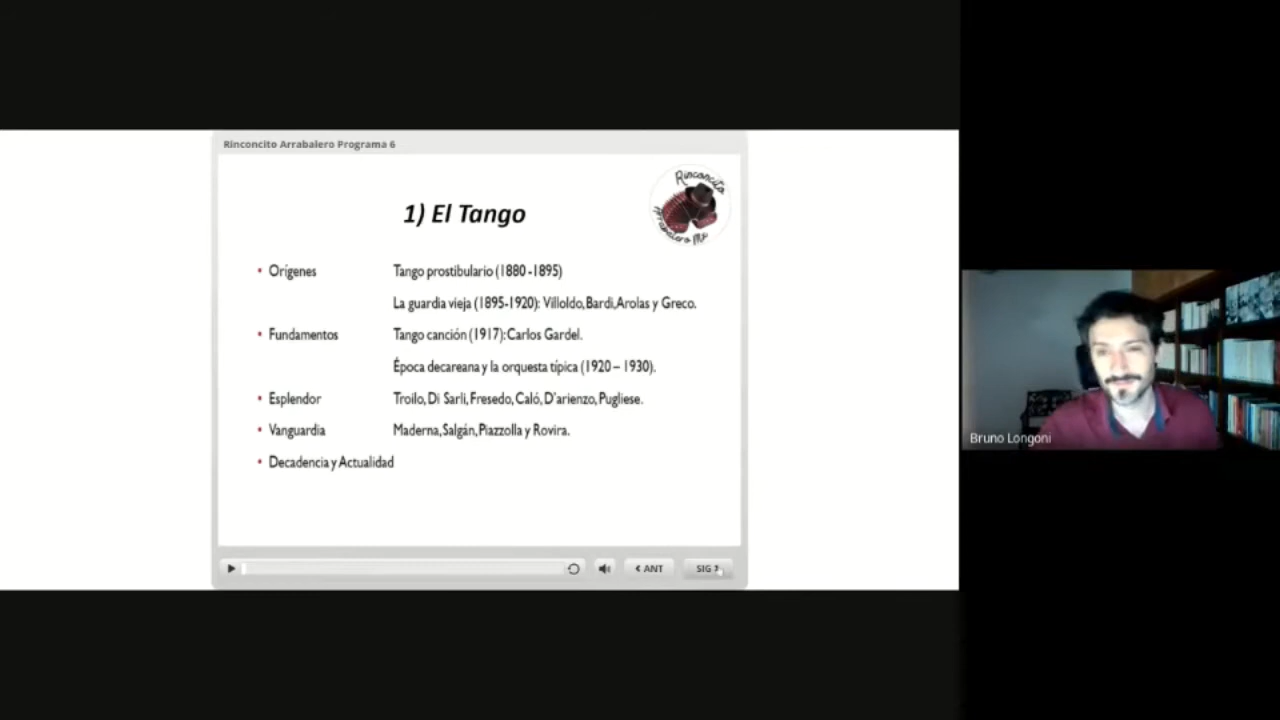 Rinconcito Arrabalero Programa 6
Rinconcito
Arrabalero Mx
1) El Tango
• Orígenes Tango prostibulario (1880 -1895)
La guardia vieja (1895-1920): Villoldo,Bardi,Arolas y Greco.
• Fundamentos Tango canción (1917):Carlos Gardel.
Época decareana y la orquesta típica (1920 – 1930).
• Esplendor Troilo, Di Sarli, Fresedo, Caló, D'arienzo, Pugliese.
• Vanguardia Maderna,Salgán,Piazzolla y Rovira.
• Decadencia y Actualidad
ANT SIG
Bruno Longoni